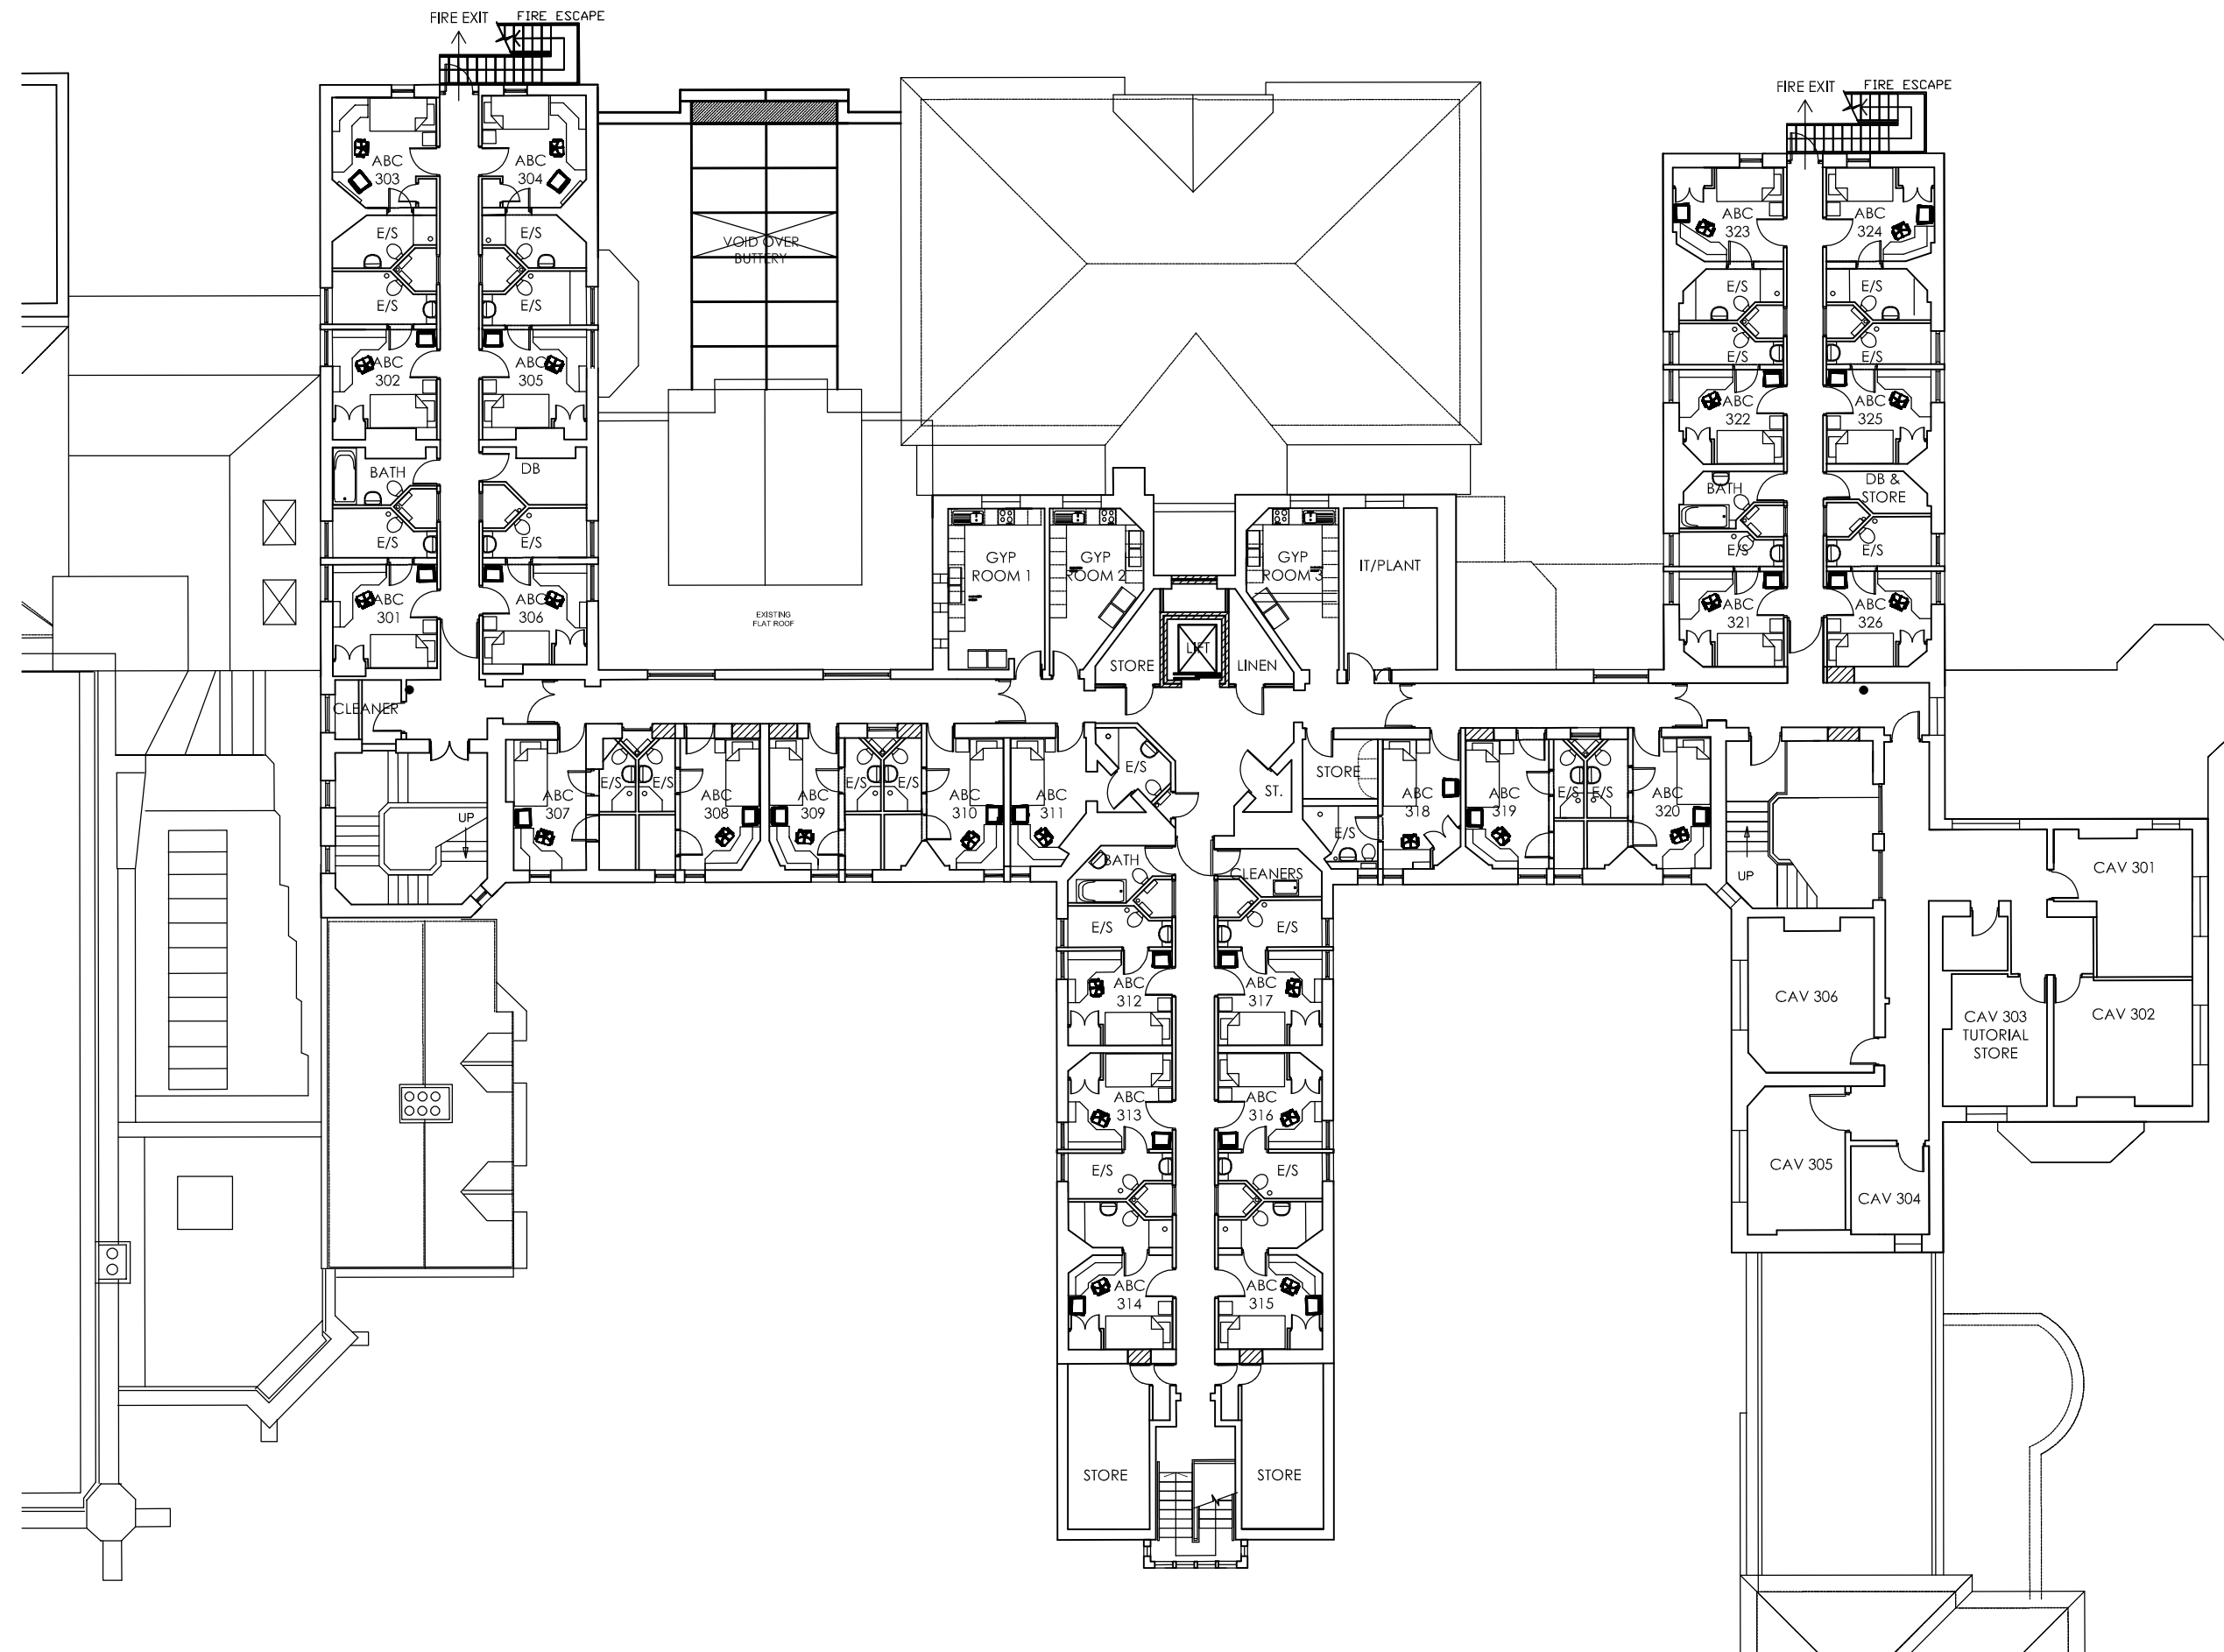 FIRE EXIT
FIRE ESCAPE
FIRE EXIT
FIRE ESCAPE
ABC
303
ABC
304
E/S
E/S
E/S
E/S
ABC
302
ABC
305
BATH
DB
E/S
E/S
ABC
301
ABC
306
CLEANER
UP
VOID OVER
BUTTERY
EXISTING
FLAT ROOF
GYP
ROOM 1
GYP
ROOM 2
GYP
ROOM 3
IT/PLANT
STORE
LIFT
LINEN
ABC
323
ABC
324
E/S
E/S
E/S
E/S
ABC
322
ABC
325
BATH
DB &
STORE
E/S
E/S
ABC
321
ABC
326
ABC
307
E/S
E/S
ABC
308
ABC
309
E/S
E/S
ABC
310
ABC
311
E/S
ST.
STORE
E/S
ABC
318
ABC
319
E/S
E/S
ABC
320
UP
BATH
CLEANERS
E/S
E/S
ABC
312
ABC
317
ABC
313
ABC
316
E/S
E/S
ABC
314
ABC
315
STORE
STORE
CAV 301
CAV 302
CAV 303
TUTORIAL
STORE
CAV 306
CAV 305
CAV 304